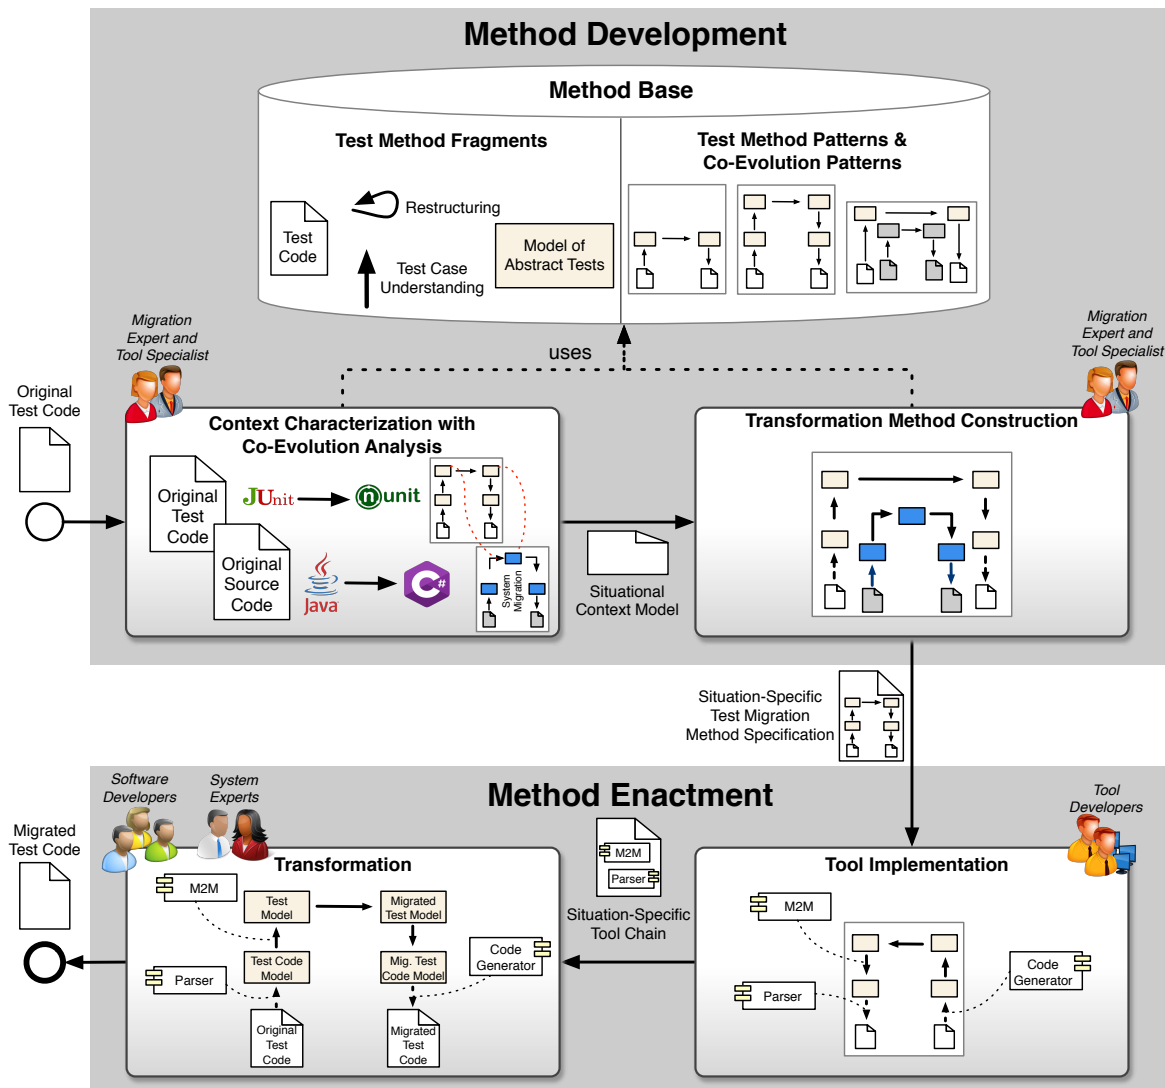 Method Development
Method Base
Test Method Fragments
Test Method Patterns &
Co-Evolution Patterns
Test
Code
Restructuring
Test Case
Understanding
Model of
Abstract Tests
Migration
Expert and
Tool Specialist
uses
Migration
Expert and
Tool Specialist
Original
Test Code
Context Characterization with
Co-Evolution Analysis
Original
Test
Code
JUnit
nunit
Original
Source
Code
Java
C#
System
Migration
Situational
Context Model
Transformation Method Construction
Situation-Specific
Test Migration
Method Specification
Method Enactment
Software
Developers
System
Experts
Tool
Developers
Migrated
Test Code
Transformation
M2M
Test
Model
Migrated
Test Model
Parser
Test Code
Model
Mig. Test
Code Model
Code
Generator
Original
Test
Code
Migrated
Test
Code
M2M
Parser
Situation-Specific
Tool Chain
Tool Implementation
M2M
Parser
Code
Generator